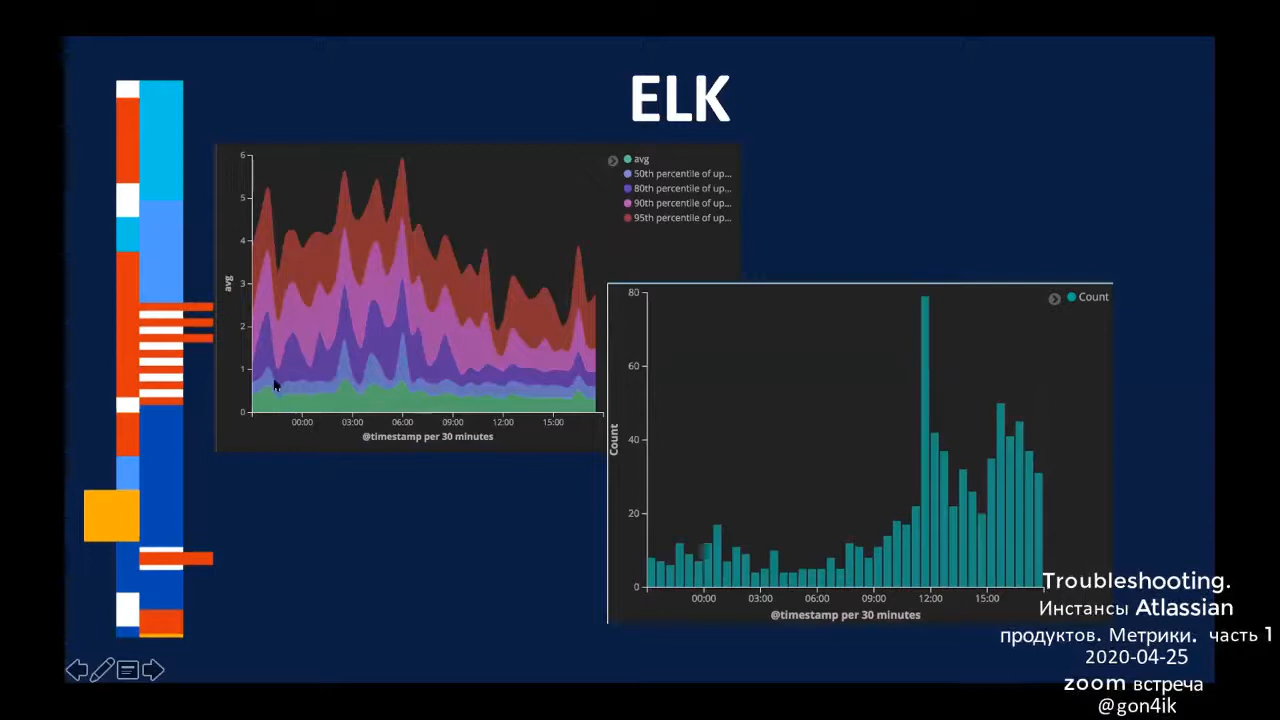 ELK
6
5
4
3
2
1
0
avg
00:00
03:00
06:00
09:00
12:00
15:00
@timestamp per 30 minutes
avg
50th percentile of up...
80th percentile of up...
90th percentile of up...
95th percentile of up...
80
60
40
20
0
Count
00:00
03:00
06:00
09:00
12:00
15:00
@timestamp per 30 minutes
Count
Troubleshooting.
Инстансы Atlassian
продуктов. Метрики. часть 1
2020-04-25
zoom встреча
@gon4ik